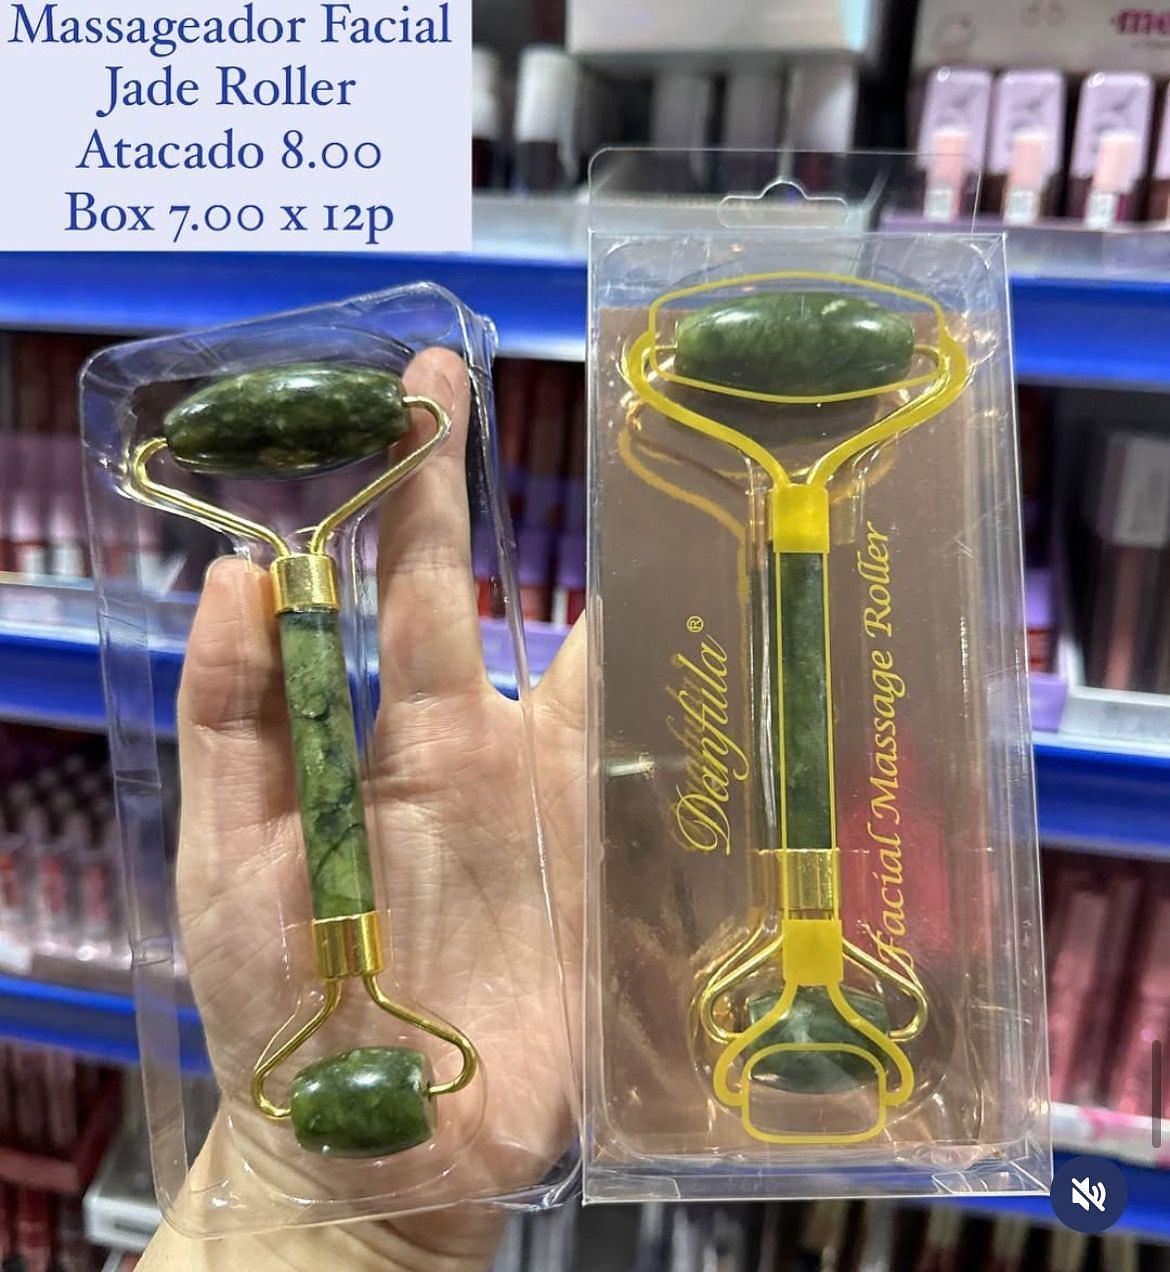 Massageador Facial
Jade Roller
Atacado 8.00
Box 7.00 x 12p
Danfula®
Facial Massage Roller